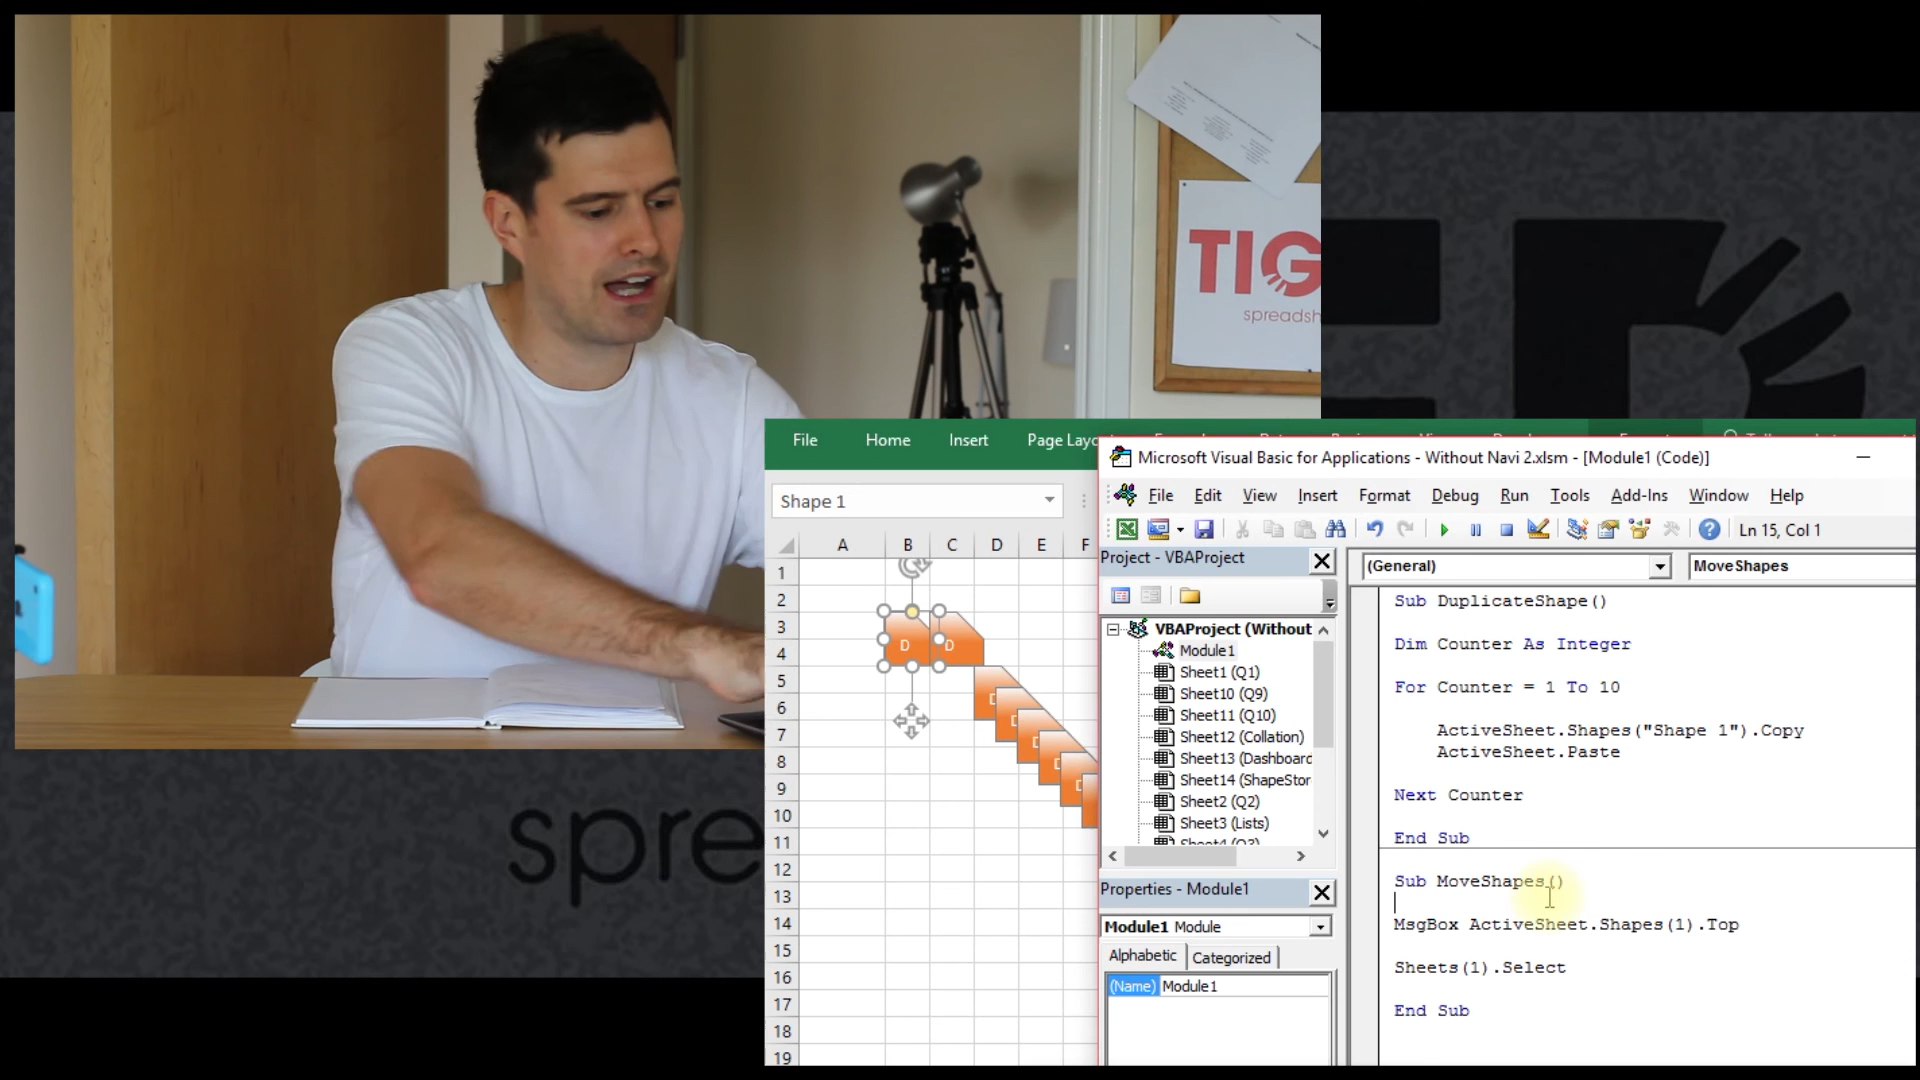 TIG
spreadsh
spre
File Home Insert Page Layo
Shape 1
A B C D E F
1
2
3
4
5
6
7
8
9
10
11
12
13
14
15
16
17
18
19
D D
Microsoft Visual Basic for Applications - Without Navi 2.xlsm - [Module1 (Code)]
File Edit View Insert Format Debug Run Tools Add-Ins Window Help
Ln 15, Col 1
Project - VBAProject
VBAProject (Without
Module1
Sheet1 (Q1)
Sheet10 (Q9)
Sheet11 (Q10)
Sheet12 (Collation)
Sheet13 (Dashboard
Sheet14 (ShapeStor
Sheet2 (Q2)
Sheet3 (Lists)
Properties - Module1
Module1 Module
Alphabetic Categorized
(Name) Module1
(General) MoveShapes
Sub DuplicateShape()
Dim Counter As Integer
For Counter = 1 To 10
ActiveSheet.Shapes("Shape 1").Copy
ActiveSheet.Paste
Next Counter
End Sub
Sub MoveShapes()
MsgBox ActiveSheet.Shapes(1).Top
Sheets(1).Select
End Sub